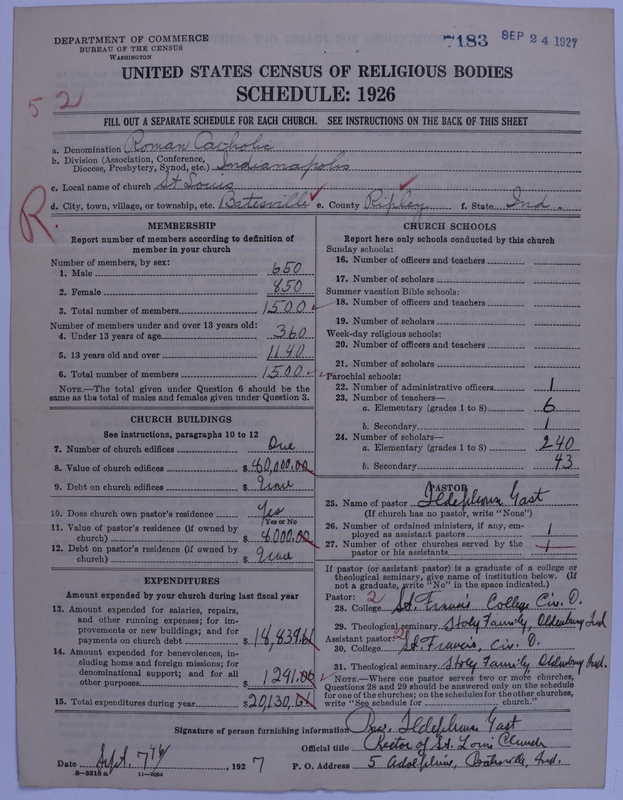 DEPARTMENT OF COMMERCE
BUREAU OF THE CENSUS
WASHINGTON
7183 SEP 24 1927
UNITED STATES CENSUS OF RELIGIOUS BODIES
SCHEDULE: 1926
52
FILL OUT A SEPARATE SCHEDULE FOR EACH CHURCH. SEE INSTRUCTIONS ON THE BACK OF THIS SHEET
a. Denomination Roman Catholic
b. Division (Association, Conference,
Diocese, Presbytery, Synod, etc.) Indianapolis
c. Local name of church St Louis
d. City, town, village, or township, etc. Batesville e. County Ripley f. State Ind.
R.
MEMBERSHIP
Report number of members according to definition of
member in your church
Number of members, by sex:
1. Male 650
2. Female 850
3. Total number of members 1500
Number of members under and over 13 years old:
4. Under 13 years of age 360
5. 13 years old and over 1140
6. Total number of members 1500
NOTE.—The total given under Question 6 should be the
same as the total of males and females given under Question 3.
CHURCH BUILDINGS
See instructions, paragraphs 10 to 12
7. Number of church edifices One
8. Value of church edifices $ 60,000,00
9. Debt on church edifices $ None
10. Does church own pastor's residence Yes
Yes or No
11. Value of pastor's residence (if owned by
church) $ 6000.00
12. Debt on pastor's residence (if owned by
church) $ None
EXPENDITURES
Amount expended by your church during last fiscal year
13. Amount expended for salaries, repairs,
and other running expenses; for im-
provements or new buildings; and for
payments on church debt $ 18,839.61
14. Amount expended for benevolences, in-
cluding home and foreign missions; for
denominational support; and for all
other purposes $ 1291.00
15. Total expenditures during year $ 20,130,61
CHURCH SCHOOLS
Report here only schools conducted by this church
Sunday schools:
16. Number of officers and teachers
17. Number of scholars
Summer vacation Bible schools:
18. Number of officers and teachers
19. Number of scholars
Week-day religious schools:
20. Number of officers and teachers
21. Number of scholars
Parochial schools:
22. Number of administrative officers 1
23. Number of teachers—
a. Elementary (grades 1 to 8) 6
b. Secondary 1
24. Number of scholars—
a. Elementary (grades 1 to 8) 240
b. Secondary 43
PASTOR
25. Name of pastor Ildephonse Gast
(If church has no pastor, write "None")
26. Number of ordained ministers, if any, em-
ployed as assistant pastors 1
27. Number of other churches served by the
pastor or his assistants 1
If pastor (or assistant pastor) is a graduate of a college or
theological seminary, give name of institution below. (If
not a graduate, write "No" in the space indicated.)
Pastor: 2
28. College St. Francis College Cin. O.
29. Theological seminary Holy Family, Oldenburg Ind
Assistant pastor: 2
30. College St. Francis, Cin. O.
31. Theological seminary Holy Family, Oldenburg Ind.
NOTE.—Where one pastor serves two or more churches,
Questions 28 and 29 should be answered only on the schedule
for one of the churches; on the schedules for the other churches,
write "See schedule for church."
Signature of person furnishing information Rev. Ildephonse Gast
Official title Rector of St. Louis Church
Date Sept. 7th, 1927 P. O. Address 5 Adolphus, Batesville, Ind.
8—5518 a 11—9054